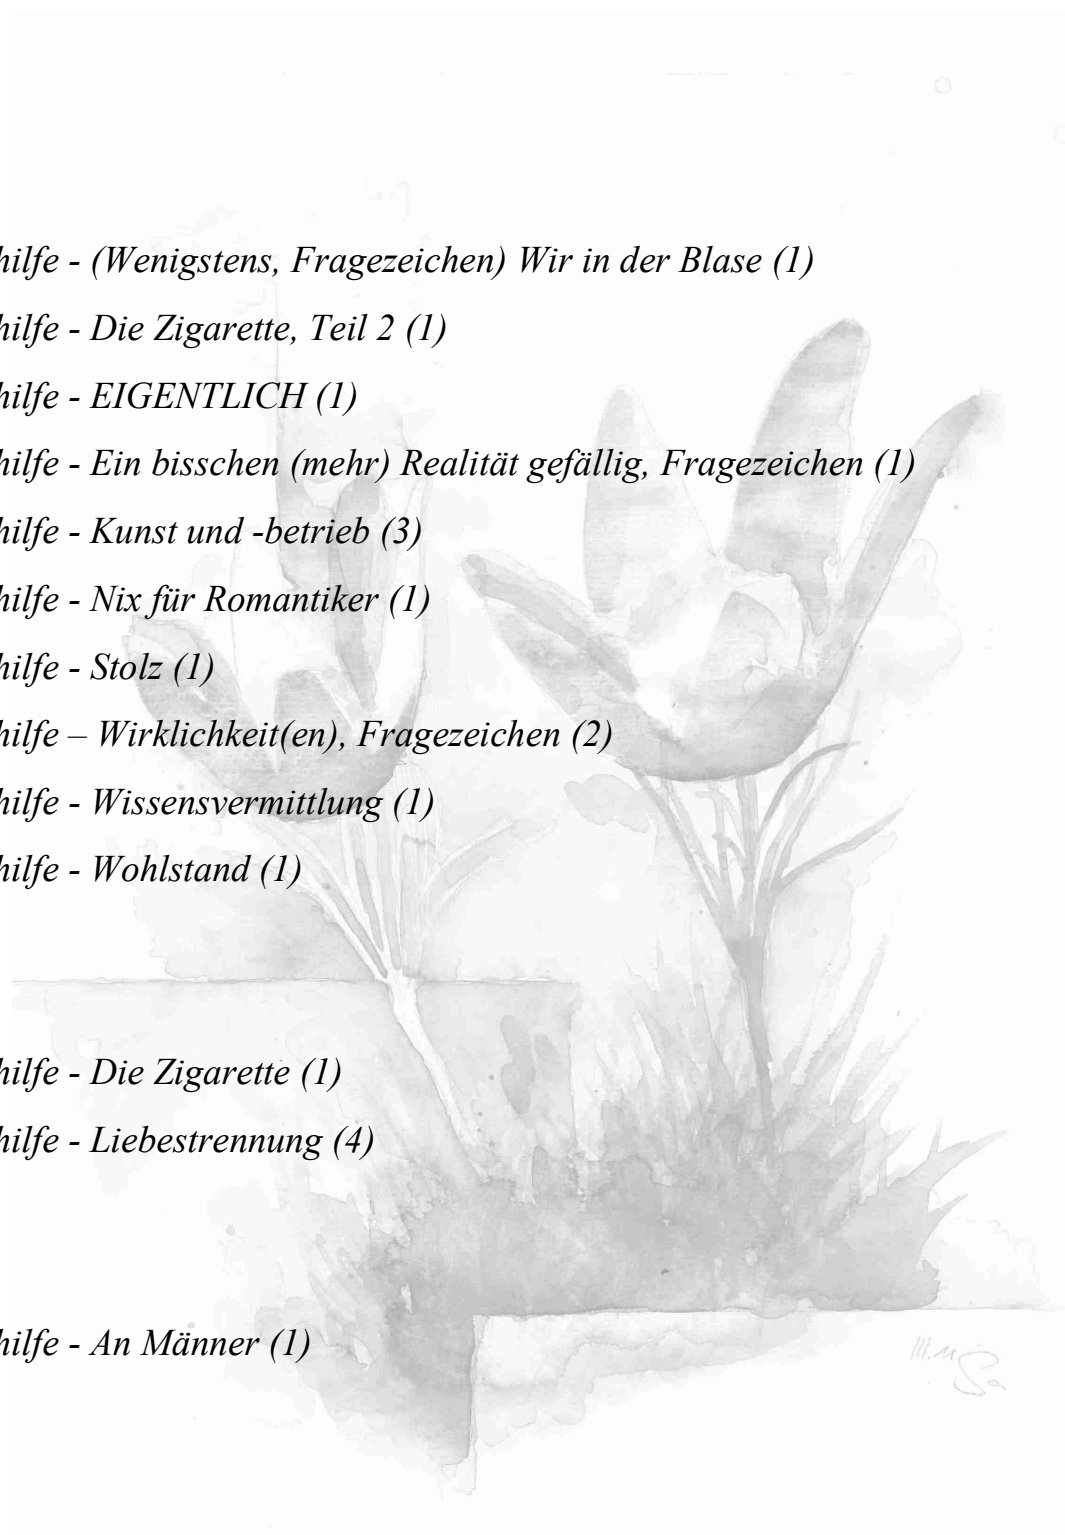 hilfe - (Wenigstens, Fragezeichen) Wir in der Blase (1)
hilfe - Die Zigarette, Teil 2 (1)
hilfe - EIGENTLICH (1)
hilfe - Ein bisschen (mehr) Realität gefällig, Fragezeichen (1)
hilfe - Kunst und -betrieb (3)
hilfe - Nix für Romantiker (1)
hilfe - Stolz (1)
hilfe – Wirklichkeit(en), Fragezeichen (2)
hilfe - Wissensvermittlung (1)
hilfe - Wohlstand (1)
hilfe - Die Zigarette (1)
hilfe - Liebestrennung (4)
hilfe - An Männer (1)